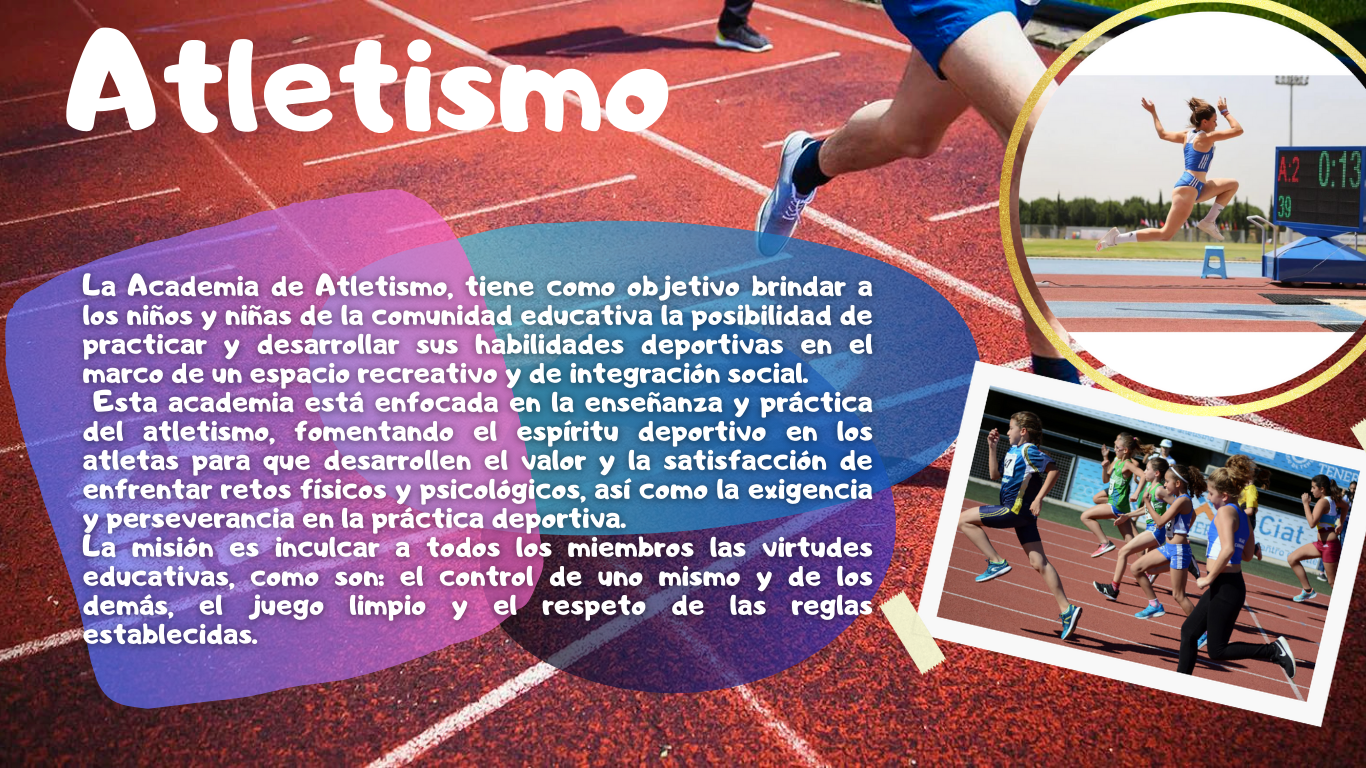 Atletismo
La Academia de Atletismo, tiene como objetivo brindar a
los niños y niñas de la comunidad educativa la posibilidad de
practicar y desarrollar sus habilidades deportivas en el
marco de un espacio recreativo y de integración social.
Esta academia está enfocada en la enseñanza y práctica
del atletismo, fomentando el espíritu deportivo en los
atletas para que desarrollen el valor y la satisfacción de
enfrentar retos físicos y psicológicos, así como la exigencia
y perseverancia en la práctica deportiva.
La misión es inculcar a todos los miembros las virtudes
educativas, como son: el control de uno mismo y de los
demás, el juego limpio y el respeto de las reglas
establecidas.
A:2 0:13
39
TENER
Ciat